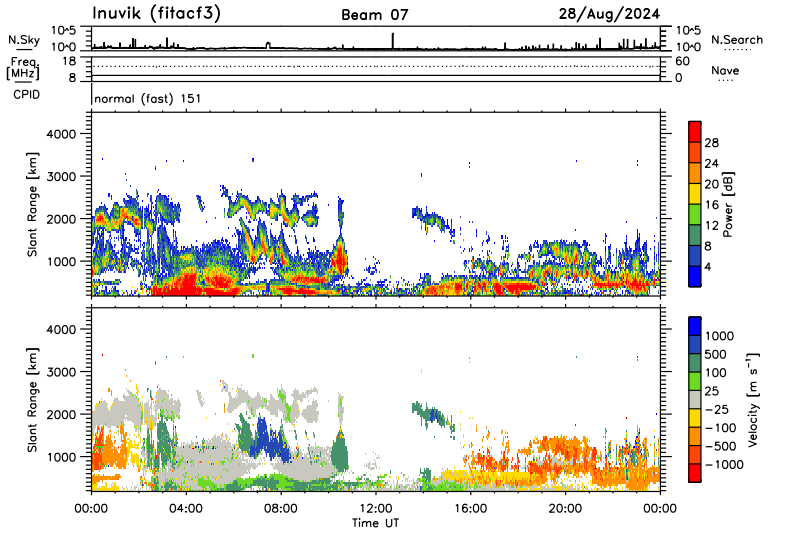 Inuvik (fitacf3) Beam 07 28/Aug/2024
N.Sky 10^5 10^0 10^5 10^0 N.Search
Freq. [MHz] 18 8 60 0 Nave
CPID normal (fast) 151
Slant Range [km] 4000 3000 2000 1000
28 24 20 16 12 8 4 Power [dB]
Slant Range [km] 4000 3000 2000 1000
1000 500 100 25 −25 −100 −500 −1000 Velocity [m s^−1]
00:00 04:00 08:00 12:00 16:00 20:00 00:00
Time UT